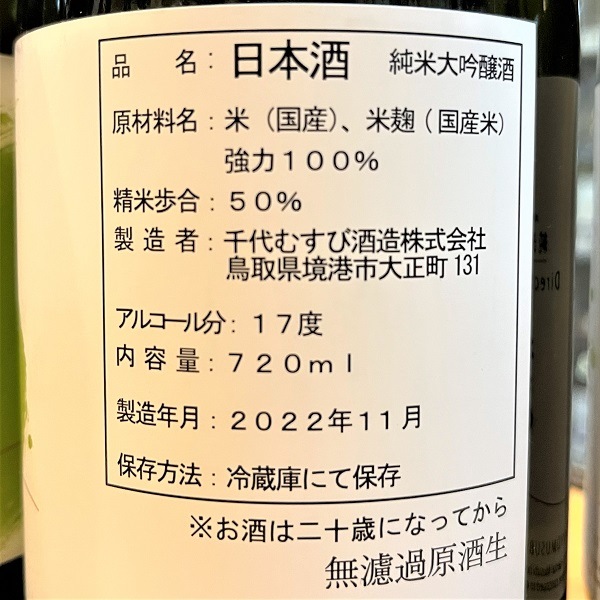 品名：日本酒 純米大吟醸酒
原材料名：米（国産）、米麹（国産米）
強力１００％
精米歩合：５０％
製造者：千代むすび酒造株式会社
鳥取県境港市大正町131
アルコール分：１７度
内容量：７２０ｍｌ
製造年月：２０２２年１１月
保存方法：冷蔵庫にて保存
※お酒は二十歳になってから
無濾過原酒生
Direc